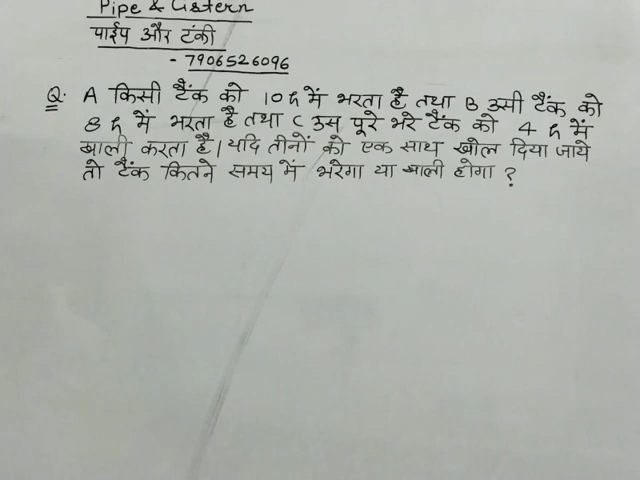 Pipe & Cistern
पाईप और टंकी
- 7906526096
Q. A किसी टैंक को 10 h में भरता है तथा B उसी टैंक को
8 h में भरता है तथा C उस पूरे भरे टैंक को 4 h में
खाली करता है। यदि तीनों को एक साथ खोल दिया जाये
तो टैंक कितने समय में भरेगा या खाली होगा ?